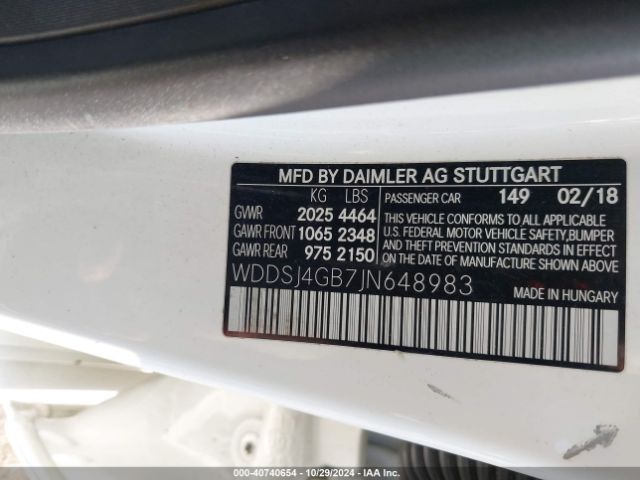 MFD BY DAIMLER AG STUTTGART
KG LBS
GVWR 2025 4464
GAWR FRONT 1065 2348
GAWR REAR 975 2150
PASSENGER CAR 149 02/18
THIS VEHICLE CONFORMS TO ALL APPLICABLE
U.S. FEDERAL MOTOR VEHICLE SAFETY, BUMPER
AND THEFT PREVENTION STANDARDS IN EFFECT
ON THE DATE OF MANUFACTURE SHOWN ABOVE.
WDDSJ4GB7JN648983
MADE IN HUNGARY
000-40740654 | 10/29/2024 | IAA Inc.